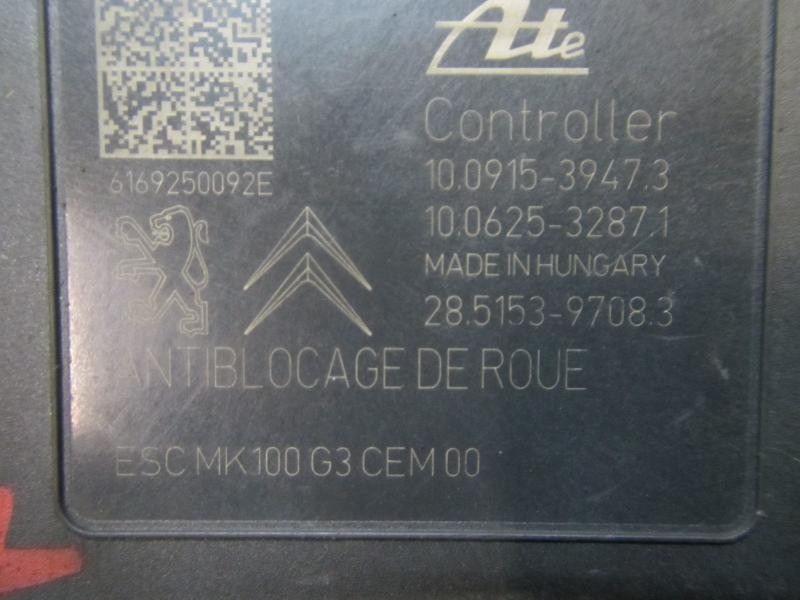 Ate
Controller
10.0915-3947.3
6169250092E
10.0625-3287.1
MADE IN HUNGARY
28.5153-9708.3
ANTIBLOCAGE DE ROUE
ESC MK100 G3 CEM 00